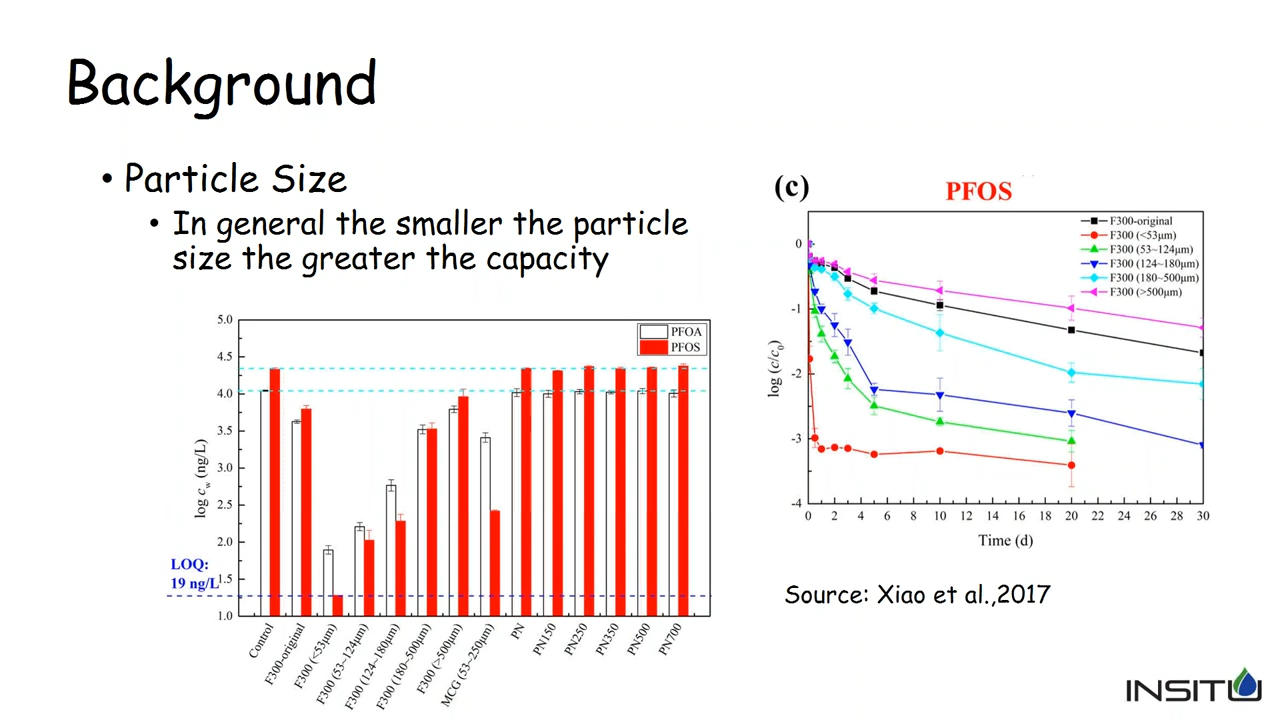 Background
• Particle Size
• In general the smaller the particle
size the greater the capacity
5.0
4.5
4.0
3.5
3.0
2.5
2.0
1.5
1.0
log cw (ng/L)
PFOA
PFOS
LOQ:
19 ng/L
Control
F300-original
F300 (<53μm)
F300 (53~124μm)
F300 (124~180μm)
F300 (180~500μm)
F300 (>500μm)
MCG (53~250μm)
PN
PN150
PN250
PN350
PN500
PN700
(c)
PFOS
F300-original
F300 (<53μm)
F300 (53~124μm)
F300 (124~180μm)
F300 (180~500μm)
F300 (>500μm)
0
-1
-2
-3
-4
log (c/c0)
0 2 4 6 8 10 12 14 16 18 20 22 24 26 28 30
Time (d)
Source: Xiao et al.,2017
INSITU